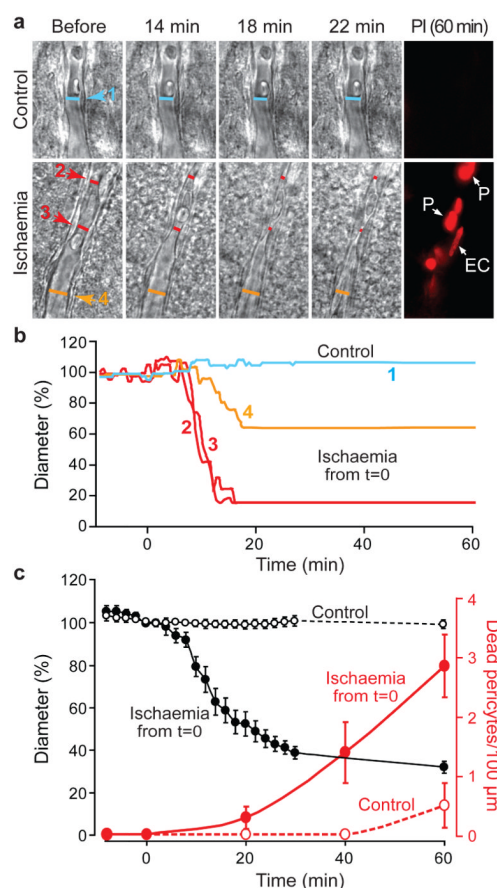 a
Before 14 min 18 min 22 min PI (60 min)
Control
1
Ischaemia
2
3
4
P
P
EC
b
Diameter (%)
120
100
80
60
40
20
0
Control
1
4
2
3
Ischaemia
from t=0
0 20 40 60
Time (min)
c
Diameter (%)
120
100
80
60
40
20
0
Control
Ischaemia
from t=0
Ischaemia
from t=0
Control
4
3
2
1
0
Dead pericytes/100 µm
0 20 40 60
Time (min)